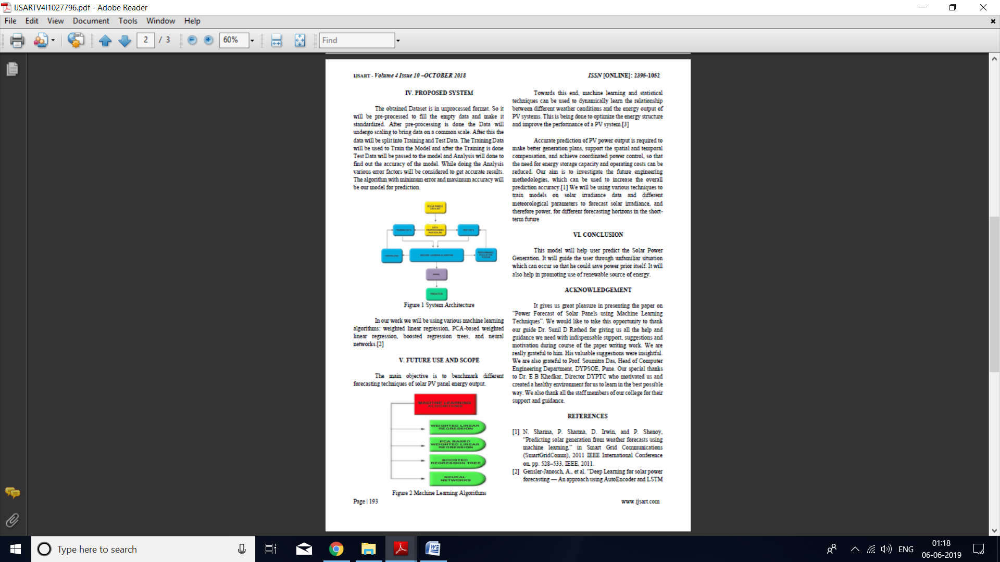 IJSARTV4I1027796.pdf - Adobe Reader
File Edit View Document Tools Window Help
2 / 3 60% Find
IJSART - Volume 4 Issue 10 –OCTOBER 2018
ISSN [ONLINE]: 2395-1052
IV. PROPOSED SYSTEM
The obtained Dataset is in unprocessed format. So it
will be pre-processed to fill the empty data and make it
standardized. After pre-processing is done the Data will
undergo scaling to bring data on a common scale. After this the
data will be split into Training and Test Data. The Training Data
will be used to Train the Model and after the Training is done
Test Data will be passed to the model and Analysis will done to
find out the accuracy of the model. While doing the Analysis
various error factors will be considered to get accurate results.
The algorithm with minimum error and maximum accuracy will
be our model for prediction.
SOLAR PANELS
DATA SET
TRAINING DATA
DATA
PREPROCESSING
AND SCALING
TEST DATA
MACHINE LEARNING ALGORITHM
PERFORMANCE
MODEL
PREDICTION
Figure 1 System Architecture
In our work we will be using various machine learning
algorithms: weighted linear regression, PCA-based weighted
linear regression, boosted regression trees, and neural
networks.[2]
V. FUTURE USE AND SCOPE
The main objective is to benchmark different
forecasting techniques of solar PV panel energy output.
MACHINE LEARNING
ALGORITHMS
WEIGHTED LINEAR
REGRESSION
PCA BASED
WEIGHTED LINEAR
REGRESSION
BOOSTED
REGRESSION TREE
NEURAL
NETWORKS
Figure 2 Machine Learning Algorithms
Towards this end, machine learning and statistical
techniques can be used to dynamically learn the relationship
between different weather conditions and the energy output of
PV systems. This is being done to optimize the energy structure
and improve the performance of a PV system.[3]
Accurate prediction of PV power output is required to
make better generation plans, support the spatial and temporal
compensation, and achieve coordinated power control, so that
the need for energy storage capacity and operating costs can be
reduced. Our aim is to investigate the future engineering
methodologies, which can be used to increase the overall
prediction accuracy.[1] We will be using various techniques to
train models on solar irradiance data and different
meteorological parameters to forecast solar irradiance, and
therefore power, for different forecasting horizons in the short-
term future
VI. CONCLUSION
This model will help user predict the Solar Power
Generation. It will guide the user through unfamiliar situation
which can occur so that he could save power prior itself. It will
also help in promoting use of renewable source of energy.
ACKNOWLEDGEMENT
It gives us great pleasure in presenting the paper on
“Power Forecast of Solar Panels using Machine Learning
Techniques”. We would like to take this opportunity to thank
our guide Dr. Sunil D Rathod for giving us all the help and
guidance we need with indispensable support, suggestions and
motivation during course of the paper writing work. We are
really grateful to him. His valuable suggestions were insightful.
We are also grateful to Prof. Soumitra Das, Head of Computer
Engineering Department, DYPSOE, Pune. Our special thanks
to Dr. E B Khedkar, Director DYPTC who motivated us and
created a healthy environment for us to learn in the best possible
way. We also thank all the staff members of our college for their
support and guidance.
REFERENCES
[1] N. Sharma, P. Sharma, D. Irwin, and P. Shenoy,
“Predicting solar generation from weather forecasts using
machine learning,” in Smart Grid Communications
(SmartGridComm), 2011 IEEE International Conference
on, pp. 528–533, IEEE, 2011.
[2] Gensler-Janosch, A., et al. “Deep Learning for solar power
forecasting — An approach using AutoEncoder and LSTM
Page | 193
www.ijsart.com
Type here to search
ENG
01:18
06-06-2019